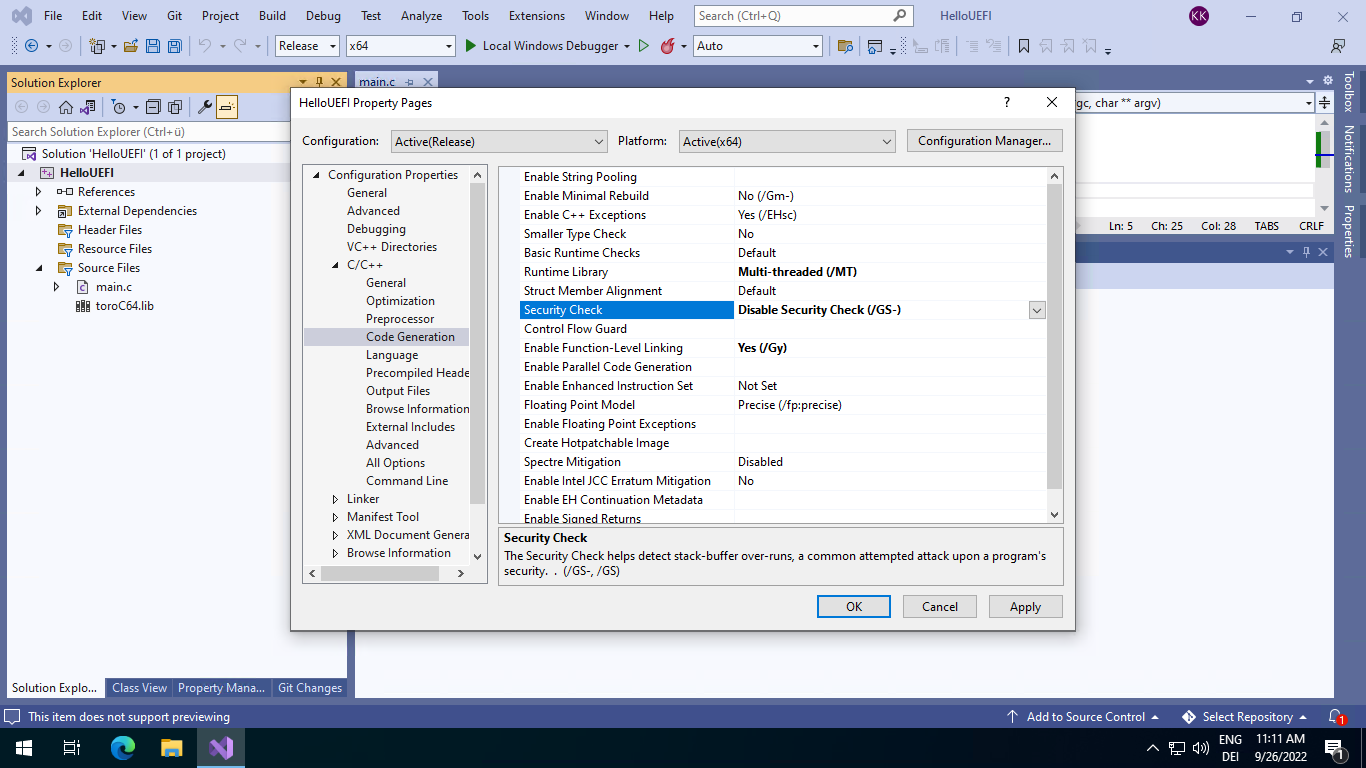 File Edit View Git Project Build Debug Test Analyze Tools Extensions Window Help Search (Ctrl+Q) HelloUEFI KK
Release x64 Local Windows Debugger Auto
Solution Explorer
main.c
gc, char ** argv)
Toolbox
Notifications
Properties
Search Solution Explorer (Ctrl+ü)
Solution 'HelloUEFI' (1 of 1 project)
HelloUEFI
References
External Dependencies
Header Files
Resource Files
Source Files
main.c
toroC64.lib
Ln: 5 Ch: 25 Col: 28 TABS CRLF
HelloUEFI Property Pages
?
Configuration: Active(Release) Platform: Active(x64) Configuration Manager...
Configuration Properties
General
Advanced
Debugging
VC++ Directories
C/C++
General
Optimization
Preprocessor
Code Generation
Language
Precompiled Heade
Output Files
Browse Information
External Includes
Advanced
All Options
Command Line
Linker
Manifest Tool
XML Document Genera
Browse Information
Enable String Pooling
Enable Minimal Rebuild No (/Gm-)
Enable C++ Exceptions Yes (/EHsc)
Smaller Type Check No
Basic Runtime Checks Default
Runtime Library Multi-threaded (/MT)
Struct Member Alignment Default
Security Check Disable Security Check (/GS-)
Control Flow Guard
Enable Function-Level Linking Yes (/Gy)
Enable Parallel Code Generation
Enable Enhanced Instruction Set Not Set
Floating Point Model Precise (/fp:precise)
Enable Floating Point Exceptions
Create Hotpatchable Image
Spectre Mitigation Disabled
Enable Intel JCC Erratum Mitigation No
Enable EH Continuation Metadata
Enable Signed Returns
Security Check
The Security Check helps detect stack-buffer over-runs, a common attempted attack upon a program's
security. . (/GS-, /GS)
OK Cancel Apply
Solution Explo... Class View Property Mana... Git Changes
This item does not support previewing Add to Source Control Select Repository 1
ENG 11:11 AM
DEI 9/26/2022 1